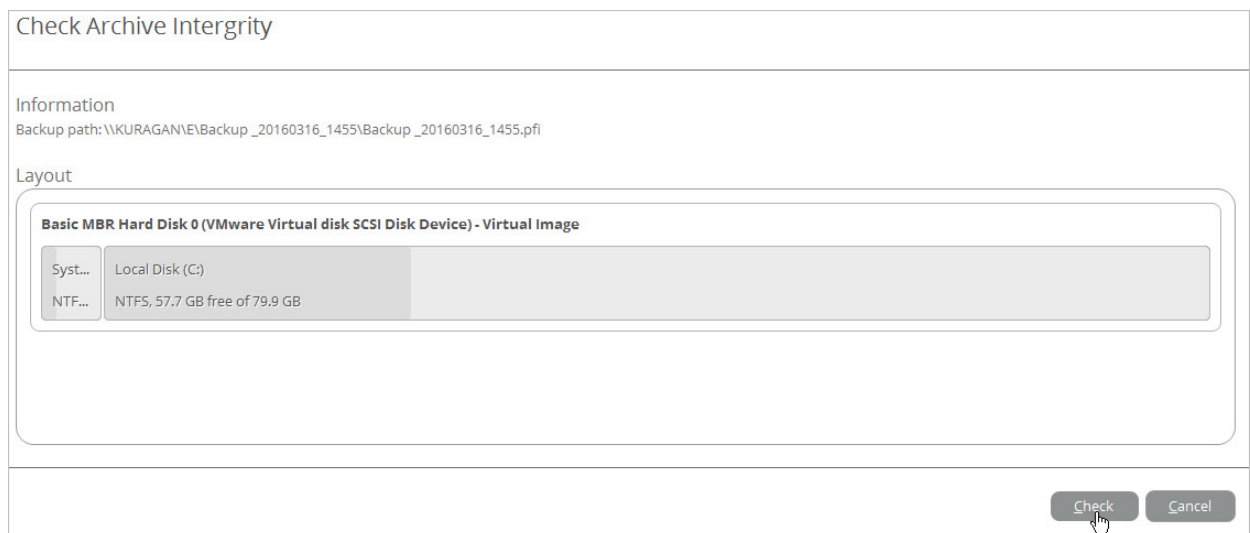 Check Archive Intergrity
Information
Backup path: \\KURAGAN\E\Backup _20160316_1455\Backup _20160316_1455.pfi
Layout
Basic MBR Hard Disk 0 (VMware Virtual disk SCSI Disk Device) - Virtual Image
Syst... Local Disk (C:)
NTF... NTFS, 57.7 GB free of 79.9 GB
Check Cancel